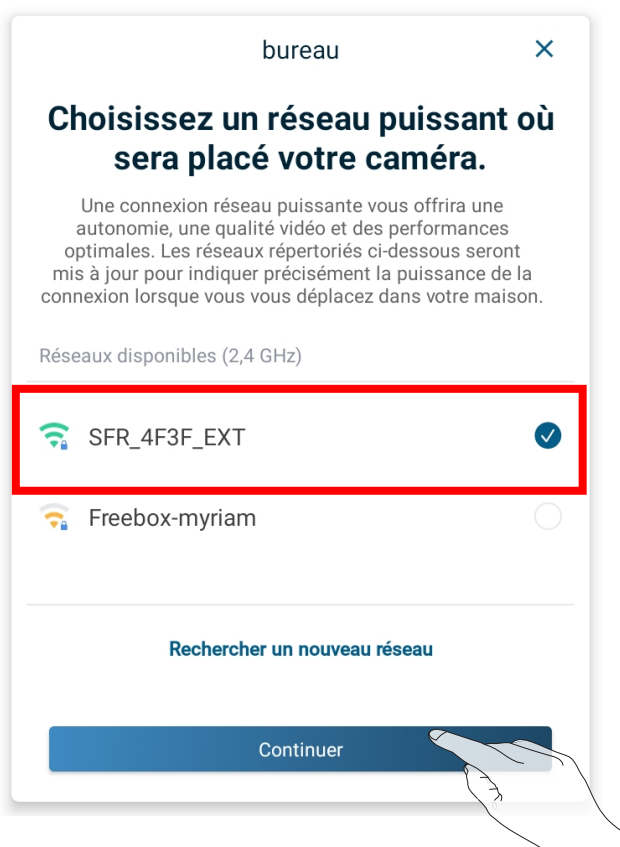 bureau
Choisissez un réseau puissant où
sera placé votre caméra.
Une connexion réseau puissante vous offrira une
autonomie, une qualité vidéo et des performances
optimales. Les réseaux répertoriés ci-dessous seront
mis à jour pour indiquer précisément la puissance de la
connexion lorsque vous vous déplacez dans votre maison.
Réseaux disponibles (2,4 GHz)
SFR_4F3F_EXT
Freebox-myriam
Rechercher un nouveau réseau
Continuer